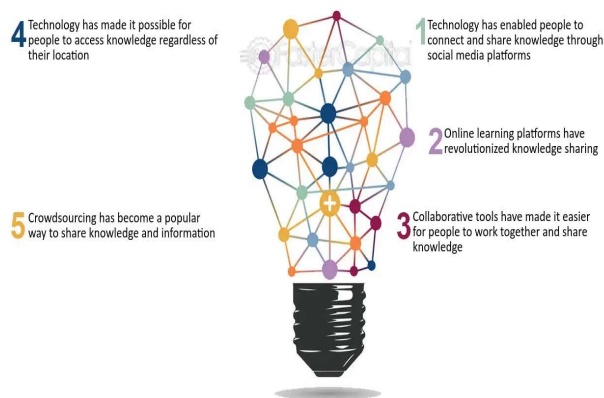 1 Technology has enabled people to
connect and share knowledge through
social media platforms
2 Online learning platforms have
revolutionized knowledge sharing
3 Collaborative tools have made it easier
for people to work together and share
knowledge
4 Technology has made it possible for
people to access knowledge regardless of
their location
5 Crowdsourcing has become a popular
way to share knowledge and information
FasterCapital